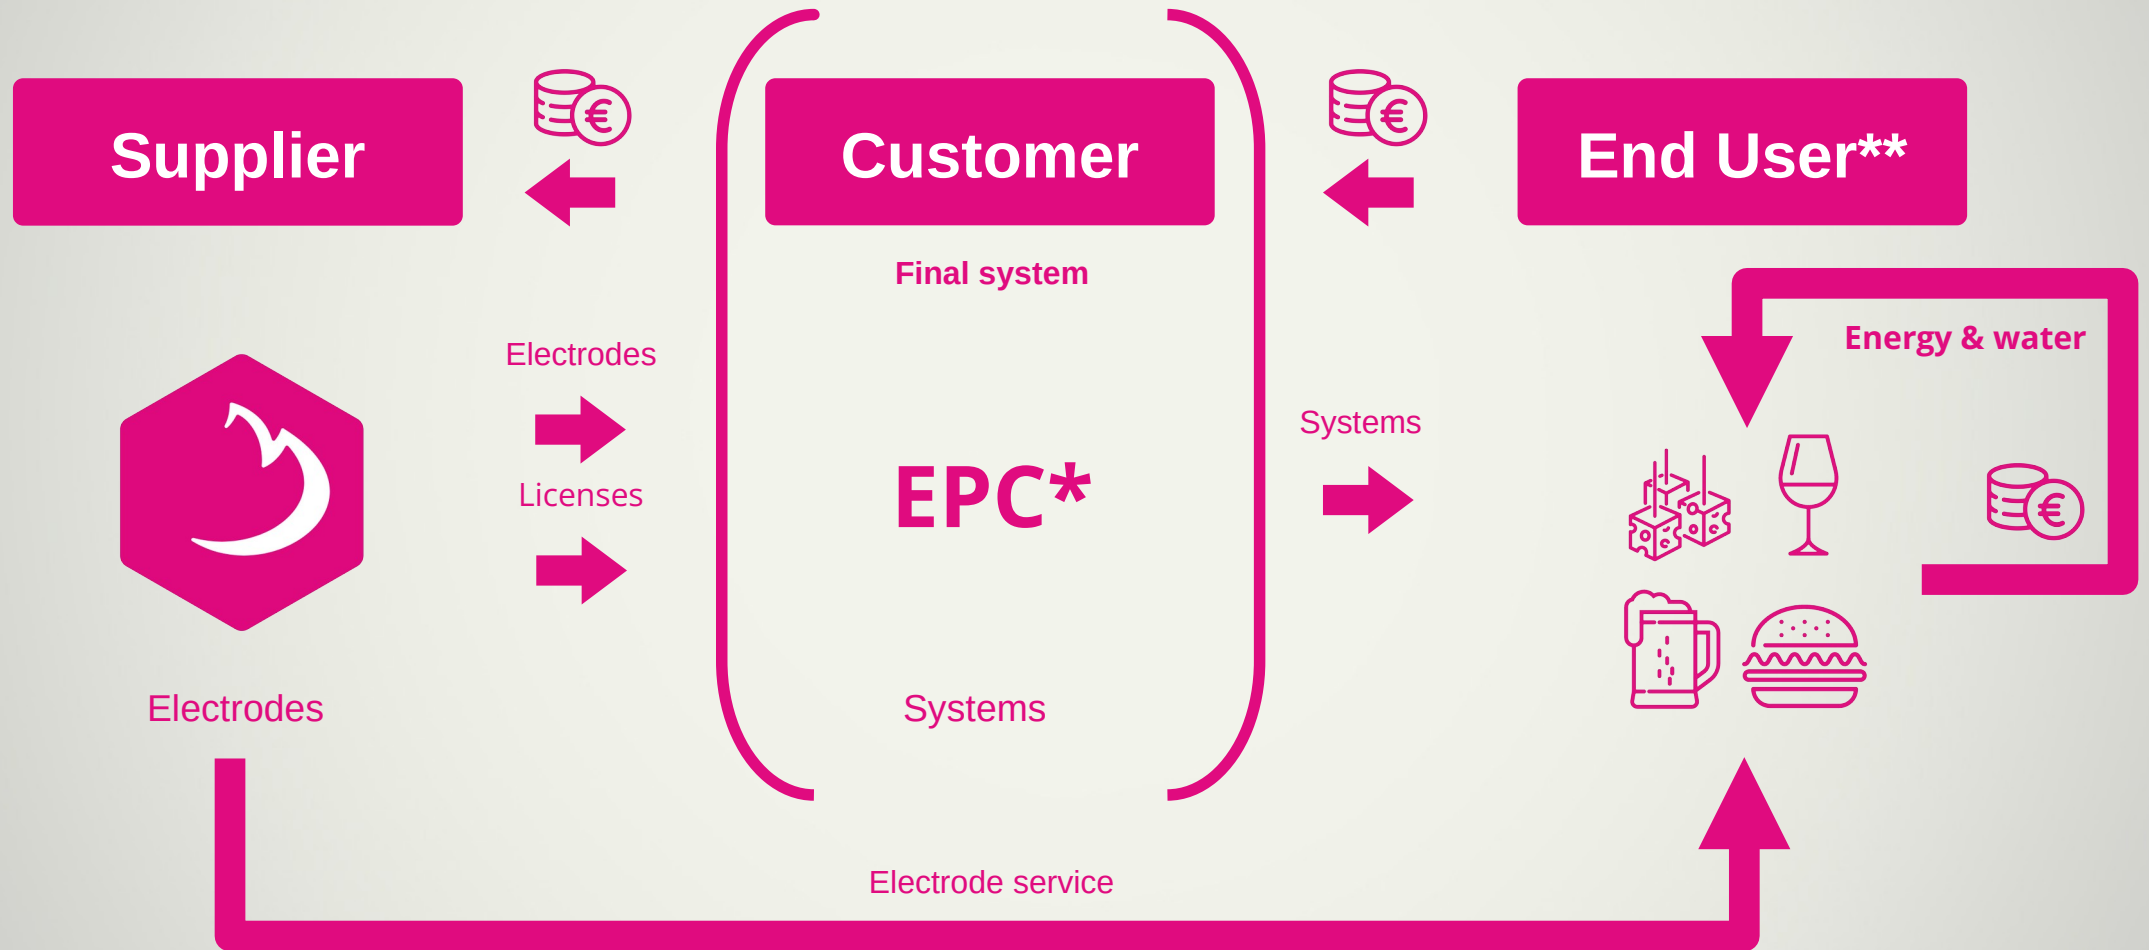 Supplier
€
Customer
€
End User**
Final system
Energy & water
Electrodes
Licenses
EPC*
Systems
€
Electrodes
Systems
Electrode service